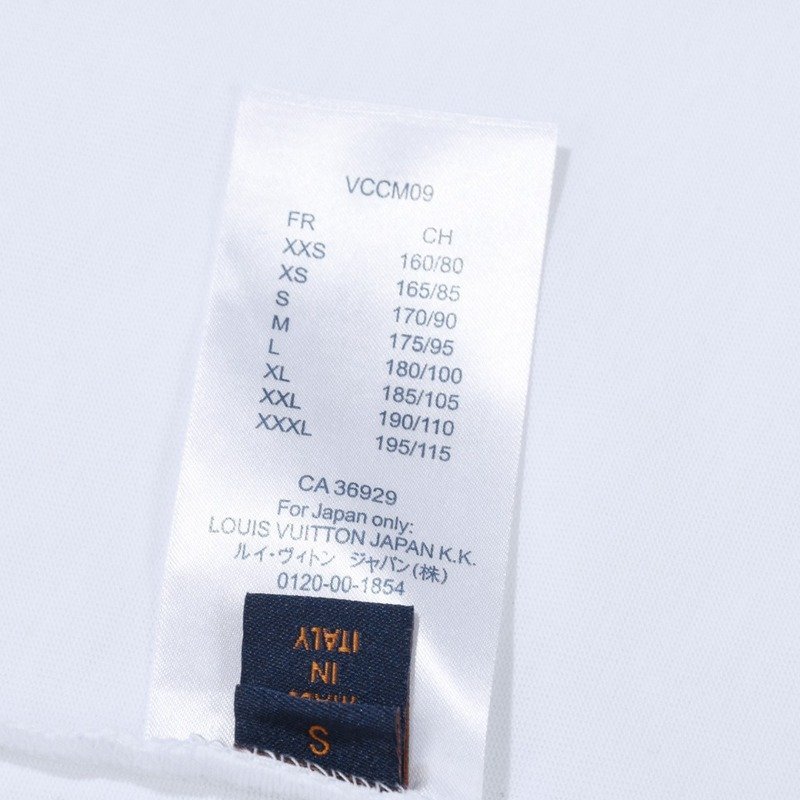 VCCM09
FR CH
XXS 160/80
XS 165/85
S 170/90
M 175/95
L 180/100
XL 185/105
XXL 190/110
XXXL 195/115
CA 36929
For Japan only:
LOUIS VUITTON JAPAN K.K.
ルイ・ヴィトン ジャパン(株)
0120-00-1854
ITALY
IN
S